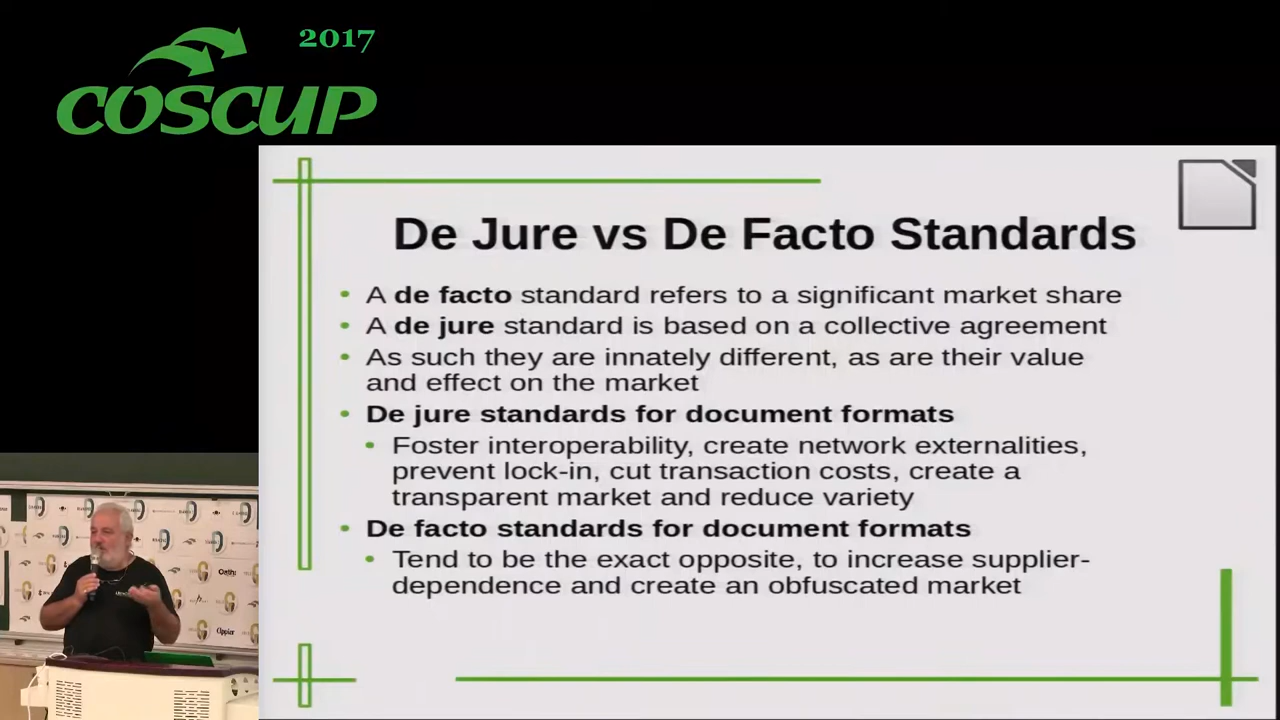 2017
COSCUP
De Jure vs De Facto Standards
A de facto standard refers to a significant market share
A de jure standard is based on a collective agreement
As such they are innately different, as are their value
and effect on the market
De jure standards for document formats
Foster interoperability, create network externalities,
prevent lock-in, cut transaction costs, create a
transparent market and reduce variety
De facto standards for document formats
Tend to be the exact opposite, to increase supplier-
dependence and create an obfuscated market
Oath:
Appier